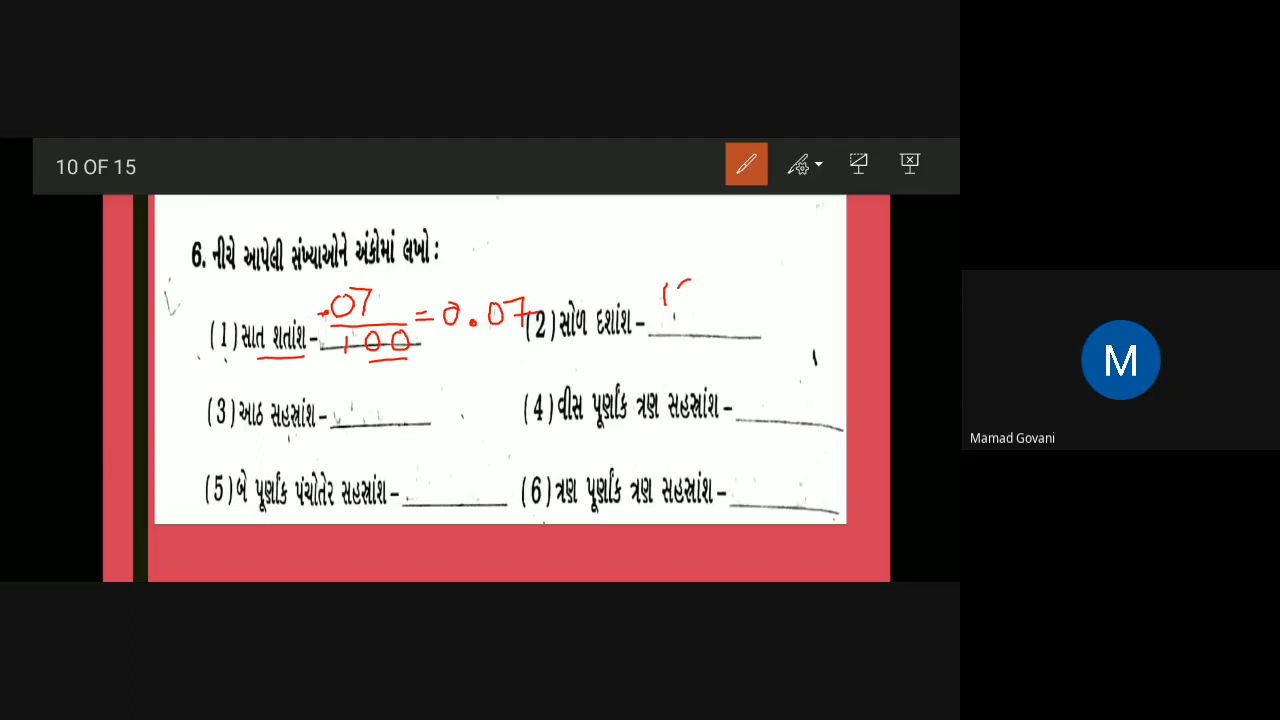 10 OF 15
6. નીચે આપેલી સંખ્યાઓને અંકોમાં લખો :
(1) સાત શતાંશ - .07/100 = 0.07
(2) સોળ દશાંશ - 1
(3) આઠ સહસ્રાંશ -
(4) વીસ પૂર્ણાંક ત્રણ સહસ્રાંશ -
(5) બે પૂર્ણાંક પંચોતેર સહસ્રાંશ -
(6) ત્રણ પૂર્ણાંક ત્રણ સહસ્રાંશ -
M
Mamad Govani